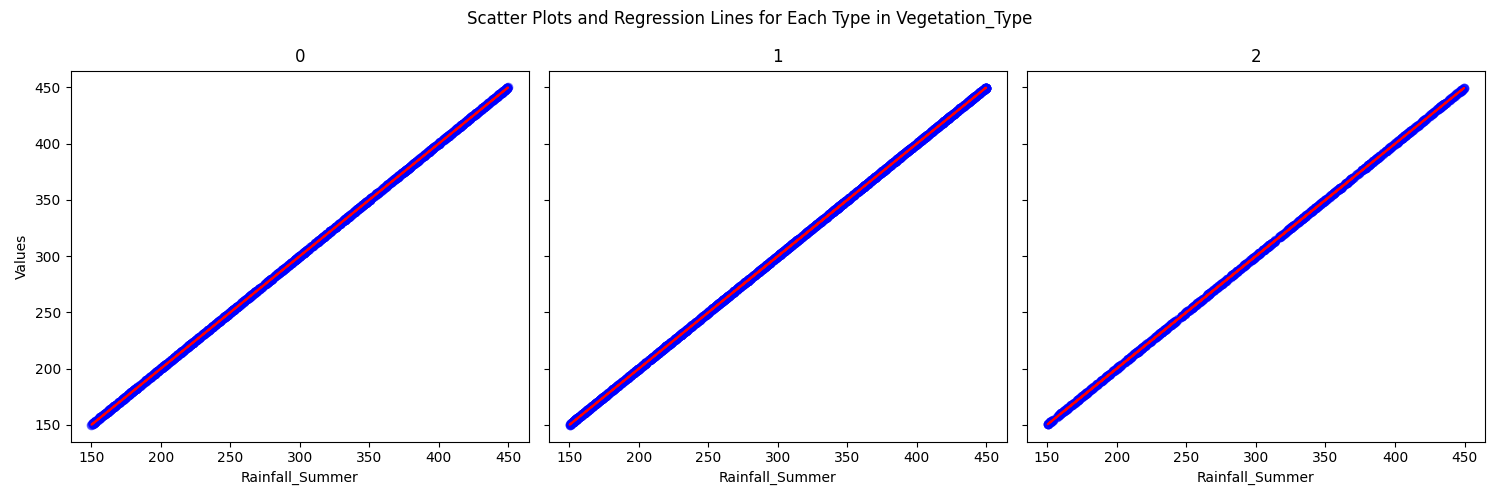 Scatter Plots and Regression Lines for Each Type in Vegetation_Type
0
1
2
Values
450
400
350
300
250
200
150
150 200 250 300 350 400 450
150 200 250 300 350 400 450
150 200 250 300 350 400 450
Rainfall_Summer
Rainfall_Summer
Rainfall_Summer